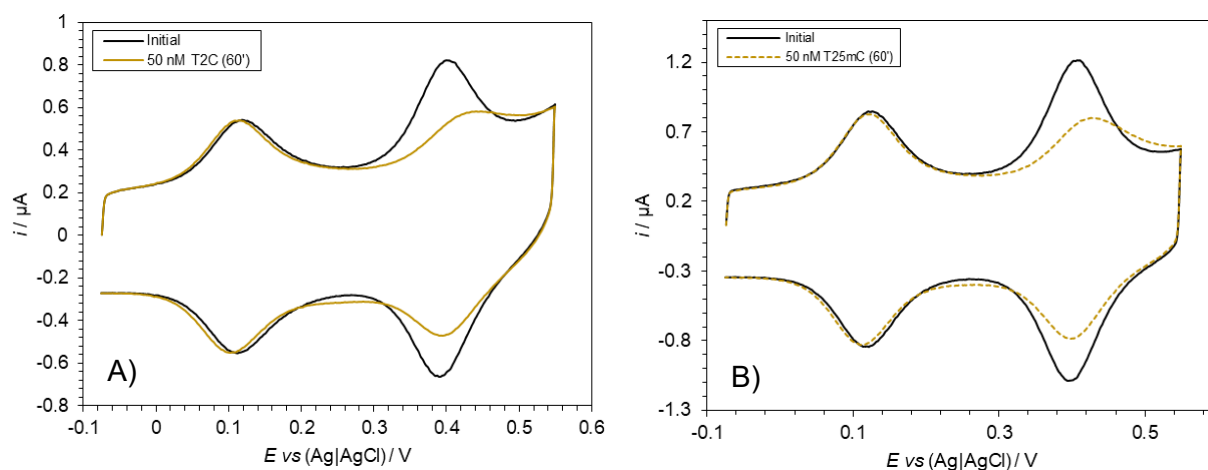 1
0.8
0.6
0.4
0.2
0
-0.2
-0.4
-0.6
-0.8
i / µA
Initial
50 nM T2C (60')
A)
-0.1 0 0.1 0.2 0.3 0.4 0.5 0.6
E vs (Ag|AgCl) / V
1.2
0.7
0.2
-0.3
-0.8
-1.3
i / µA
Initial
50 nM T25mC (60')
B)
-0.1 0.1 0.3 0.5
E vs (Ag|AgCl) / V